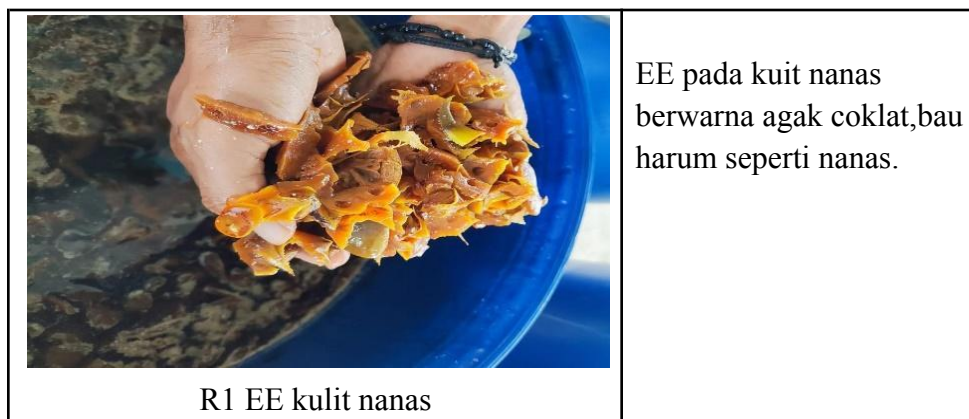 EE pada kuit nanas
berwarna agak coklat,bau
harum seperti nanas.
R1 EE kulit nanas